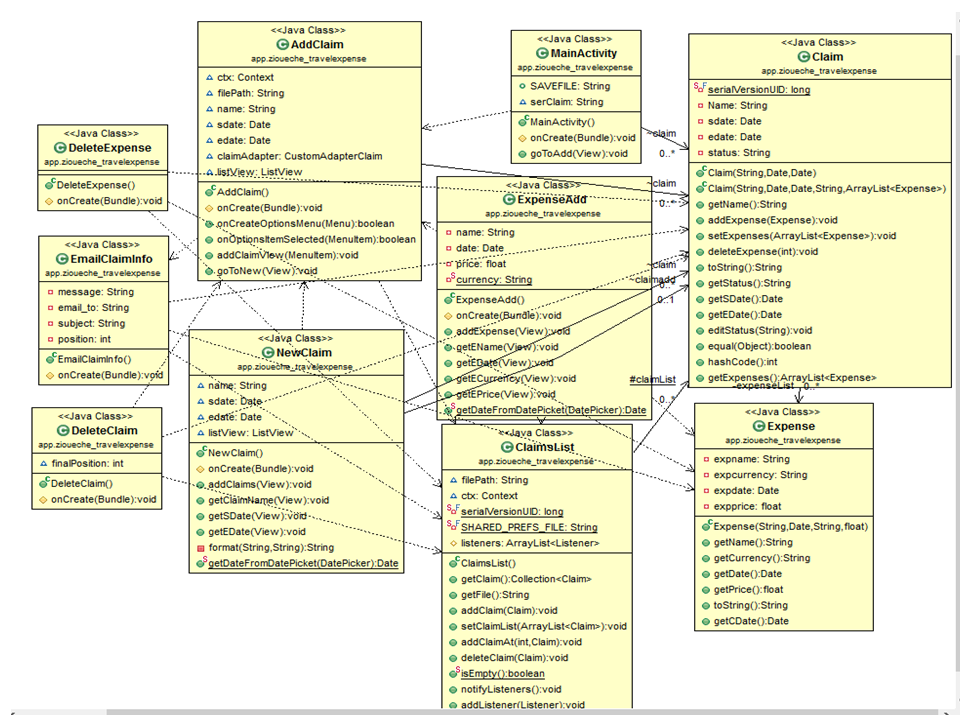 <<Java Class>>
AddClaim
app.zioueche_travelexpense
ctx: Context
filePath: String
name: String
sdate: Date
edate: Date
claimAdapter: CustomAdapterClaim
listView: ListView
AddClaim()
onCreate(Bundle):void
onCreateOptionsMenu(Menu):boolean
onOptionsItemSelected(MenuItem):boolean
addClaimView(MenuItem):void
goToNew(View):void
<<Java Class>>
MainActivity
app.zioueche_travelexpense
SAVEFILE: String
serClaim: String
MainActivity()
onCreate(Bundle):void
goToAdd(View):void
<<Java Class>>
Claim
app.zioueche_travelexpense
serialVersionUID: long
Name: String
sdate: Date
edate: Date
status: String
Claim(String,Date,Date)
Claim(String,Date,Date,String,ArrayList<Expense>)
getName():String
addExpense(Expense):void
setExpenses(ArrayList<Expense>):void
deleteExpense(int):void
toString():String
getStatus():String
getSDate():Date
getEDate():Date
editStatus(String):void
equal(Object):boolean
hashCode():int
getExpenses():ArrayList<Expense>
<<Java Class>>
DeleteExpense
app.zioueche_travelexpense
DeleteExpense()
onCreate(Bundle):void
<<Java Class>>
ExpenseAdd
app.zioueche_travelexpense
name: String
date: Date
price: float
currency: String
ExpenseAdd()
onCreate(Bundle):void
addExpense(View):void
getEName(View):void
getEDate(View):void
getECurrency(View):void
getEPrice(View):void
getDateFromDatePicket(DatePicker):Date
~claim
0..*
~claim
0..*
~claim
~claimadd
0..*
0..1
#claimList
0..*
-expenseList
0..*
<<Java Class>>
EmailClaimInfo
app.zioueche_travelexpense
message: String
email_to: String
subject: String
position: int
EmailClaimInfo()
onCreate(Bundle):void
<<Java Class>>
NewClaim
app.zioueche_travelexpense
name: String
sdate: Date
edate: Date
listView: ListView
NewClaim()
onCreate(Bundle):void
addClaims(View):void
getClaimName(View):void
getSDate(View):void
getEDate(View):void
format(String,String):String
getDateFromDatePicket(DatePicker):Date
<<Java Class>>
DeleteClaim
app.zioueche_travelexpense
finalPosition: int
DeleteClaim()
onCreate(Bundle):void
<<Java Class>>
ClaimsList
app.zioueche_travelexpense
filePath: String
ctx: Context
serialVersionUID: long
SHARED_PREFS_FILE: String
listeners: ArrayList<Listener>
ClaimsList()
getClaim():Collection<Claim>
getFile():String
addClaim(Claim):void
setClaimList(ArrayList<Claim>):void
addClaimAt(int,Claim):void
deleteClaim(Claim):void
isEmpty():boolean
notifyListeners():void
addListener(Listener):void
<<Java Class>>
Expense
app.zioueche_travelexpense
expname: String
expcurrency: String
expdate: Date
expprice: float
Expense(String,Date,String,float)
getName():String
getCurrency():String
getDate():Date
getPrice():float
toString():String
getCDate():Date